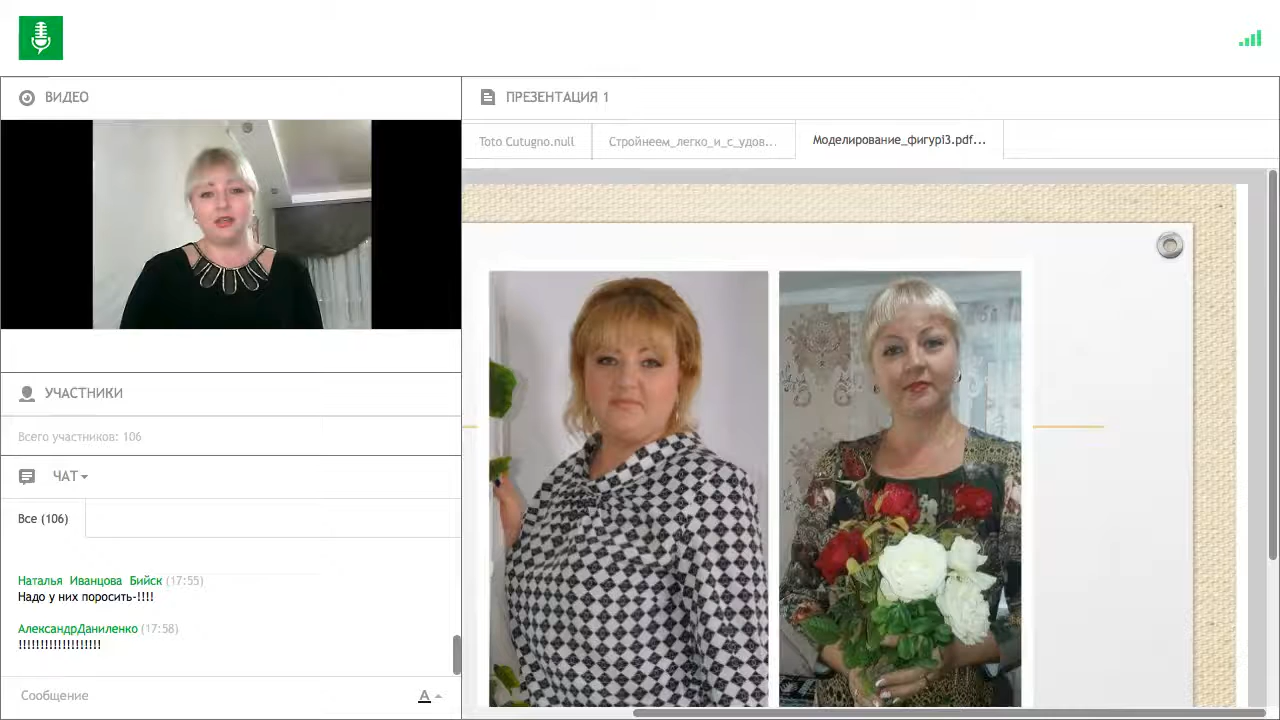 ВИДЕО
ПРЕЗЕНТАЦИЯ 1
Toto Cutugno.null
Стройнеем_легко_и_с_удов...
Моделирование_фигурі3.pdf...
УЧАСТНИКИ
Всего участников: 106
ЧАТ
Все (106)
Наталья Иванцова Бийск (17:55)
Надо у них поросить-!!!!
АлександрДаниленко (17:58)
!!!!!!!!!!!!!!!!!!!
Сообщение
A